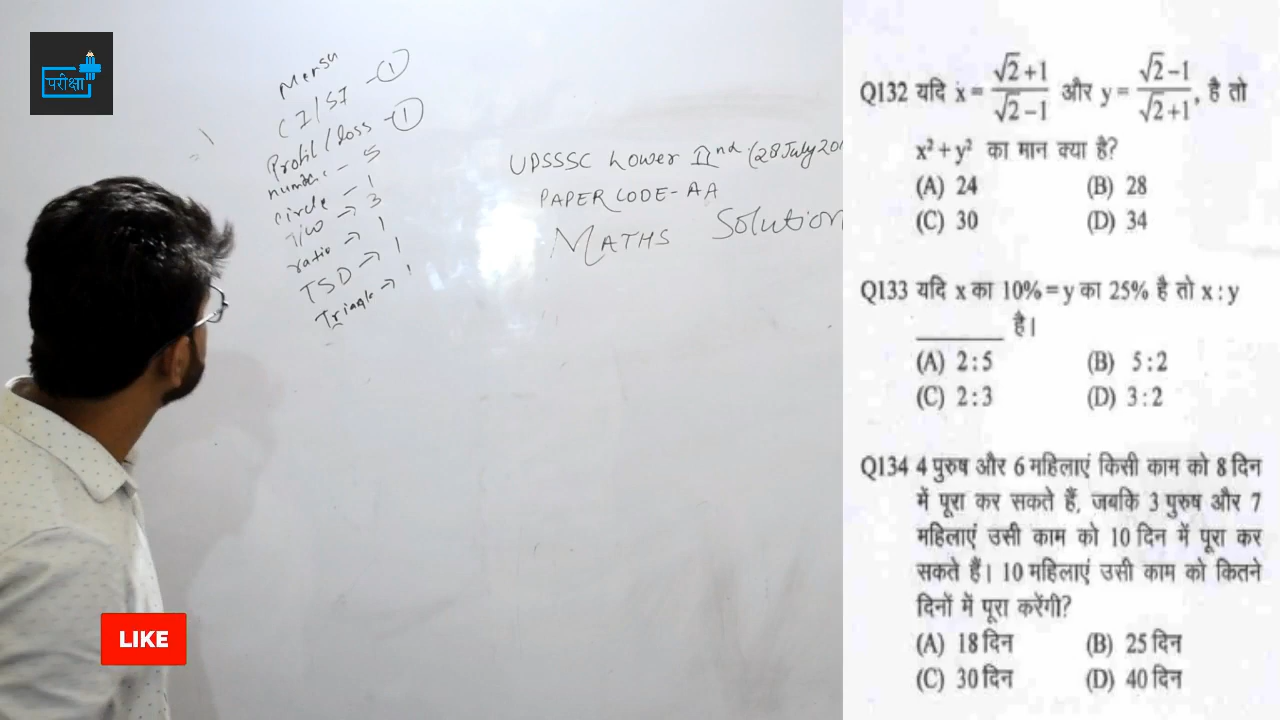 परीक्षा
Mensu
CI/SI -①
Profit/loss -①
number - 5
circle - 1
T/W → 3
ratio → 1
TSD → 1
Triangle → 1
UPSSSC Lower IInd (28 July 201
PAPER CODE-AA
MATHS Solution
LIKE
Q132 यदि x = √2+1/√2−1 और y = √2−1/√2+1, है तो
x² + y² का मान क्या है?
(A) 24 (B) 28
(C) 30 (D) 34
Q133 यदि x का 10% = y का 25% है तो x : y
________ है।
(A) 2 : 5 (B) 5 : 2
(C) 2 : 3 (D) 3 : 2
Q134 4 पुरुष और 6 महिलाएं किसी काम को 8 दिन
में पूरा कर सकते हैं, जबकि 3 पुरुष और 7
महिलाएं उसी काम को 10 दिन में पूरा कर
सकते हैं। 10 महिलाएं उसी काम को कितने
दिनों में पूरा करेंगी?
(A) 18 दिन (B) 25 दिन
(C) 30 दिन (D) 40 दिन